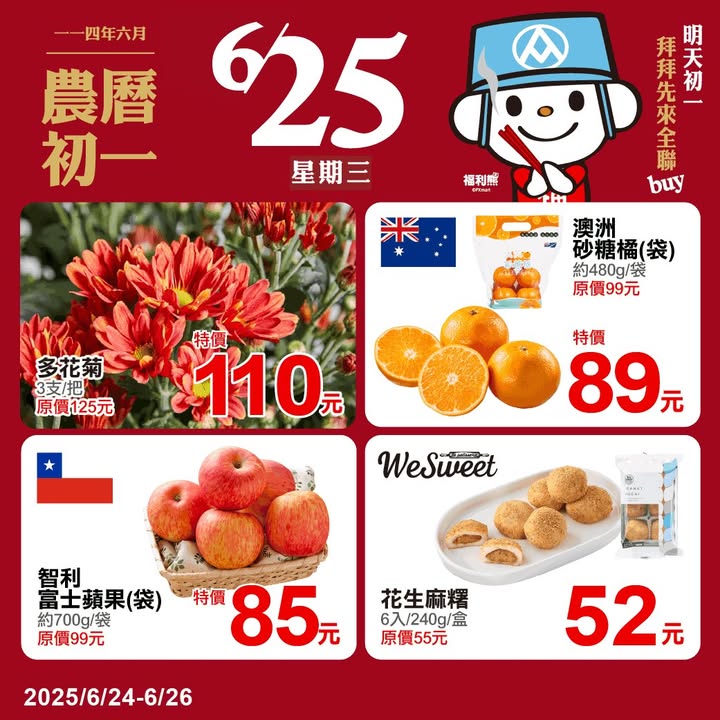 一一四年六月
農曆
初一
6/25
星期三
明天初一
拜拜先來全聯
buy
福利熊
©PXmart
多花菊
3支/把
原價125元
特價
110元
澳洲
砂糖橘(袋)
約480g/袋
原價99元
特價
89元
智利
富士蘋果(袋)
約700g/袋
原價99元
特價
85元
WeSweet
花生麻糬
6入/240g/盒
原價55元
52元
2025/6/24-6/26